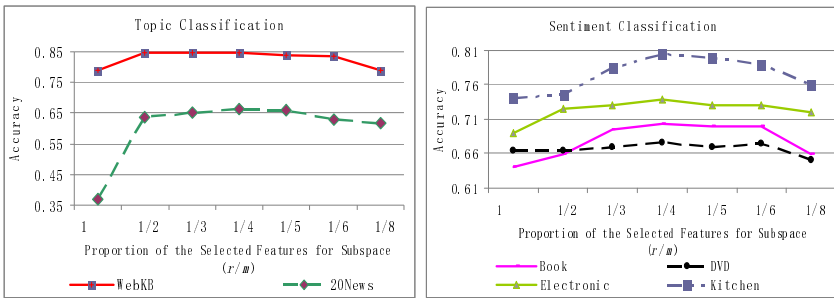 Topic Classification
0.85
0.75
0.65
0.55
0.45
0.35
Accuracy
1 1/2 1/3 1/4 1/5 1/6 1/8
Proportion of the Selected Features for Subspace
(r/m)
WebKB 20News
Sentiment Classification
0.81
0.76
0.71
0.66
0.61
Accuracy
1 1/2 1/3 1/4 1/5 1/6 1/8
Proportion of the Selected Features for Subspace
(r/m)
Book DVD
Electronic Kitchen